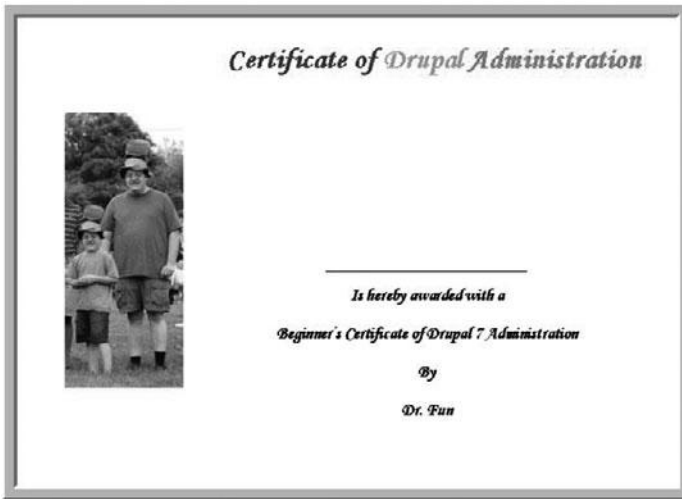 Certificate of Drupal Administration
Is hereby awarded with a
Beginner's Certificate of Drupal 7 Administration
By
Dr. Fun